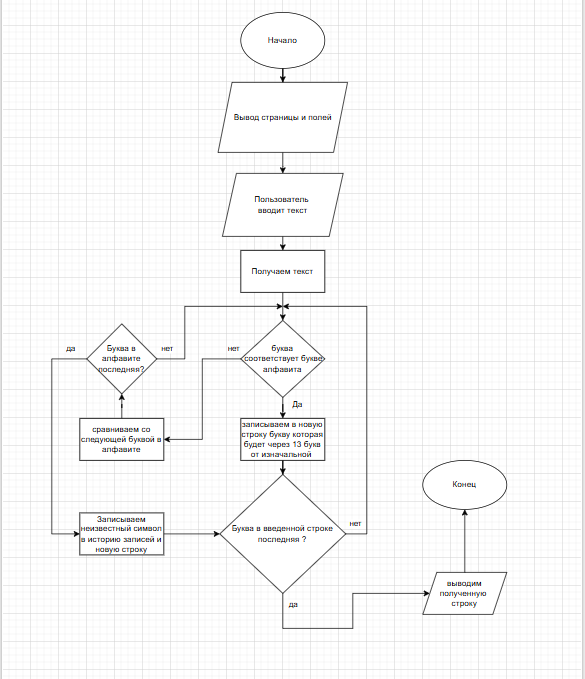 Начало
Вывод страницы и полей
Пользователь
вводит текст
Получаем текст
да
Буква в
алфавите
последняя?
нет
нет
буква
соответствует букве
алфавита
Да
сравниваем со
следующей буквой в
алфавите
записываем в новую
строку букву которая
будет через 13 букв
от изначальной
Конец
Записываем
неизвестный символ
в историю записей и
новую строку
Буква в введенной строке
последняя ?
нет
да
выводим
полученную
строку